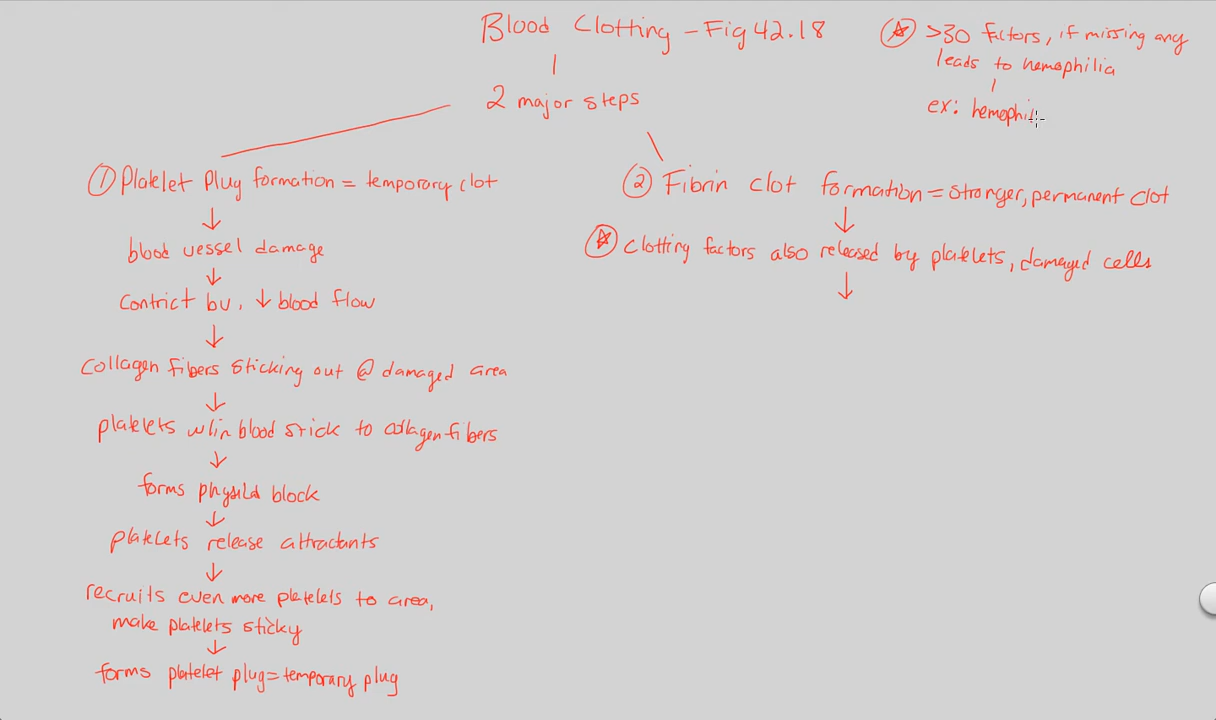 Blood Clotting - Fig 42.18
2 major steps
☆ >30 factors, if missing any
leads to hemophilia
ex: hemophil
① Platelet Plug formation = temporary clot
↓
blood vessel damage
↓
Contrict bv, ↓ blood flow
↓
Collagen fibers sticking out @ damaged area
↓
platelets w/in blood stick to collagen fibers
↓
forms physical block
↓
platelets release attractants
↓
recruits even more platelets to area,
make platelets sticky
↓
forms platelet plug = temporary plug
② Fibrin clot formation = stronger, permanent clot
↓
☆ Clotting factors also released by platelets, damaged cells
↓